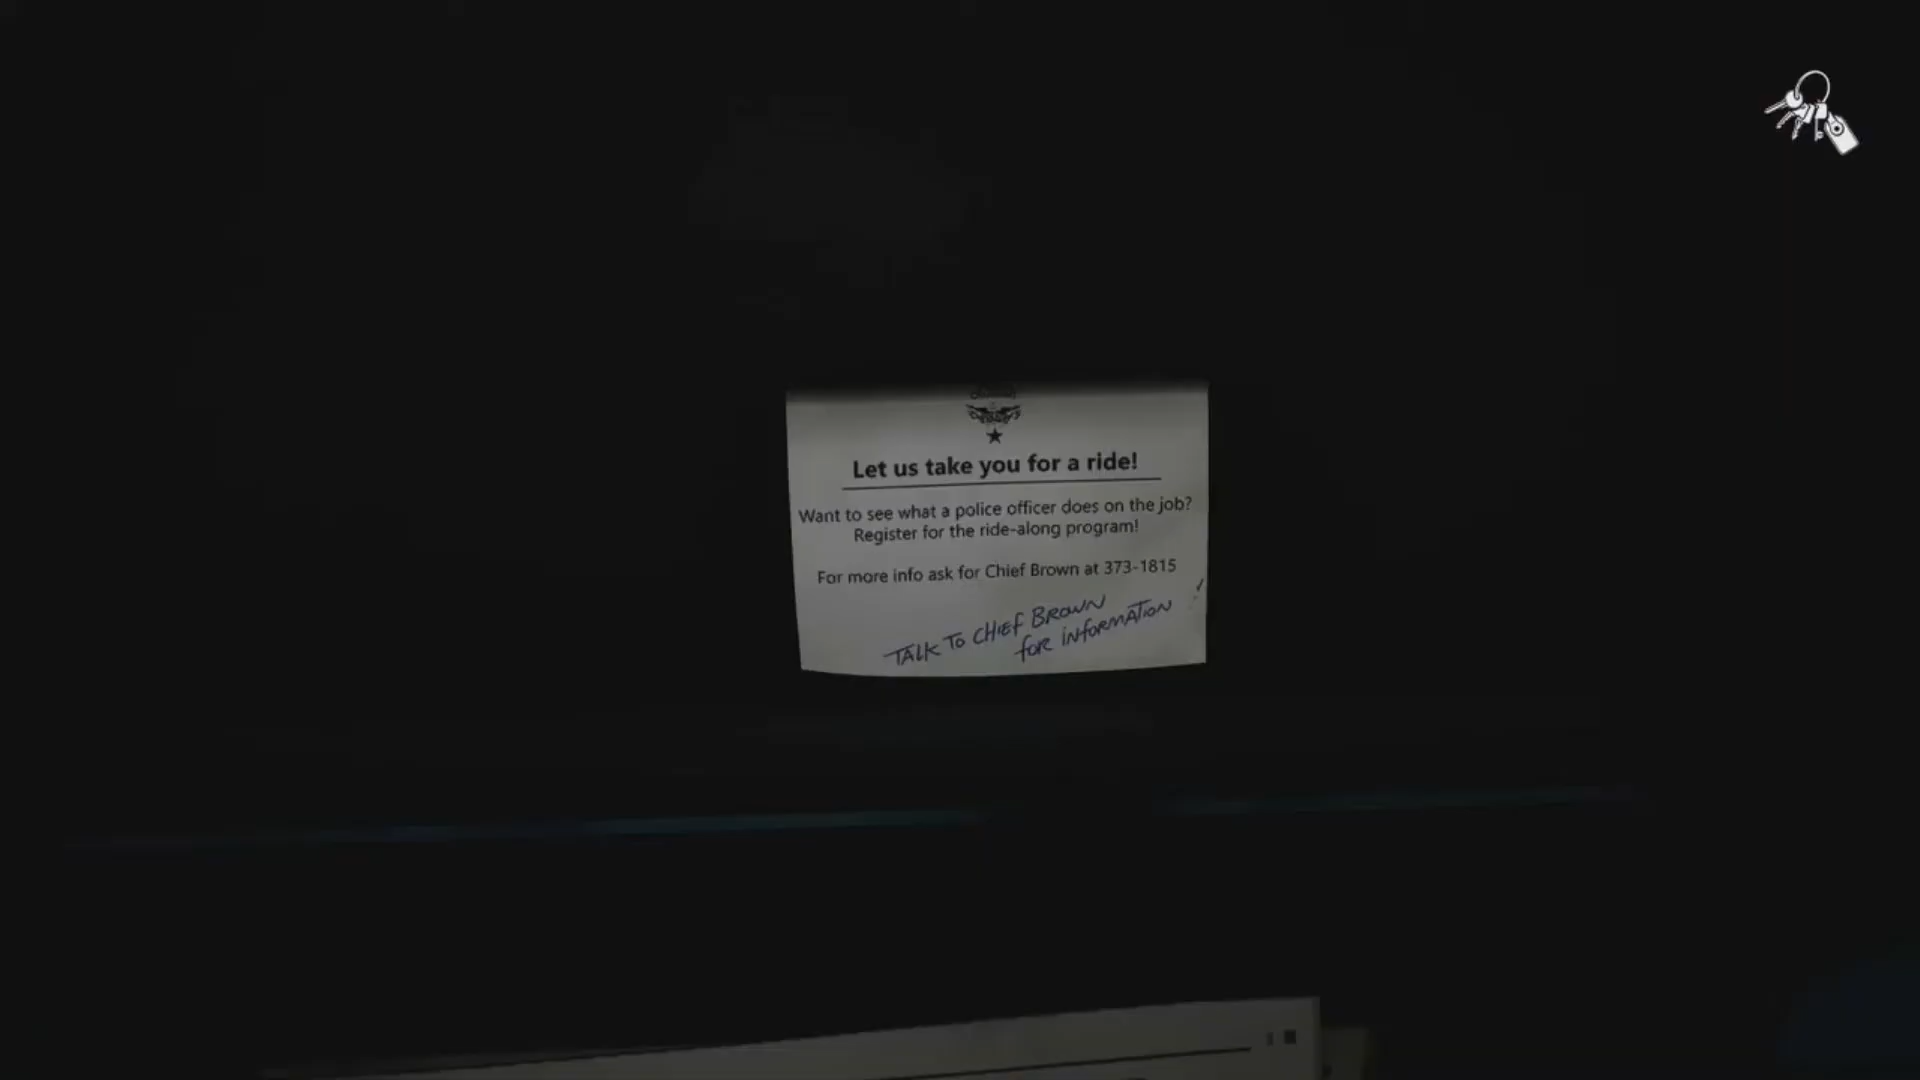 Let us take you for a ride!
Want to see what a police officer does on the job?
Register for the ride-along program!
For more info ask for Chief Brown at 373-1815
TALK TO CHIEF BROWN
FOR INFORMATION !